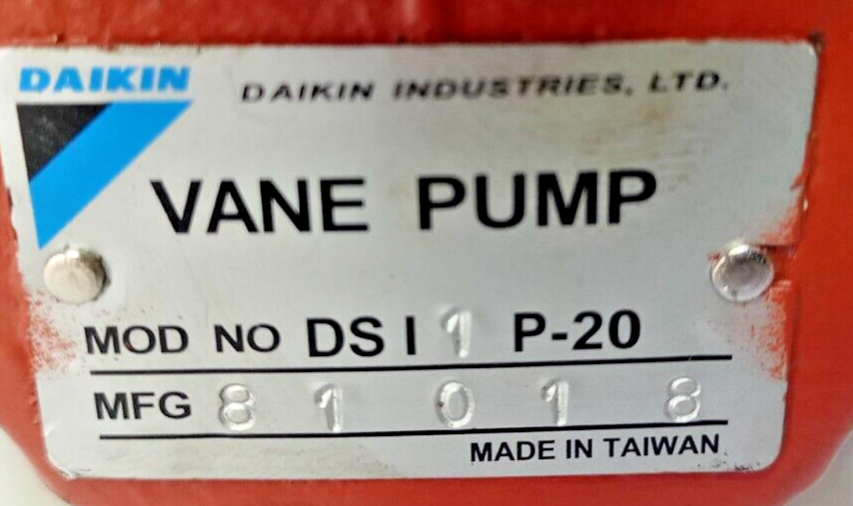 DAIKIN DAIKIN INDUSTRIES, LTD.
VANE PUMP
MOD NO DS I 1 P-20
MFG 8 1 0 1 8
MADE IN TAIWAN